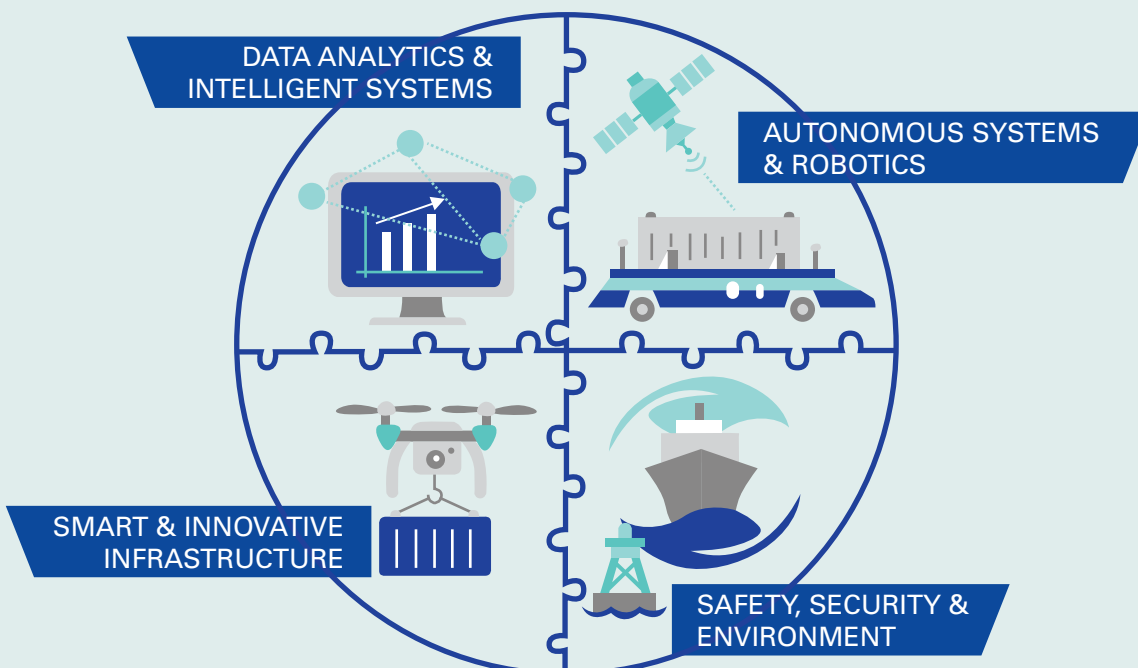 DATA ANALYTICS &
INTELLIGENT SYSTEMS
AUTONOMOUS SYSTEMS
& ROBOTICS
SMART & INNOVATIVE
INFRASTRUCTURE
SAFETY, SECURITY &
ENVIRONMENT